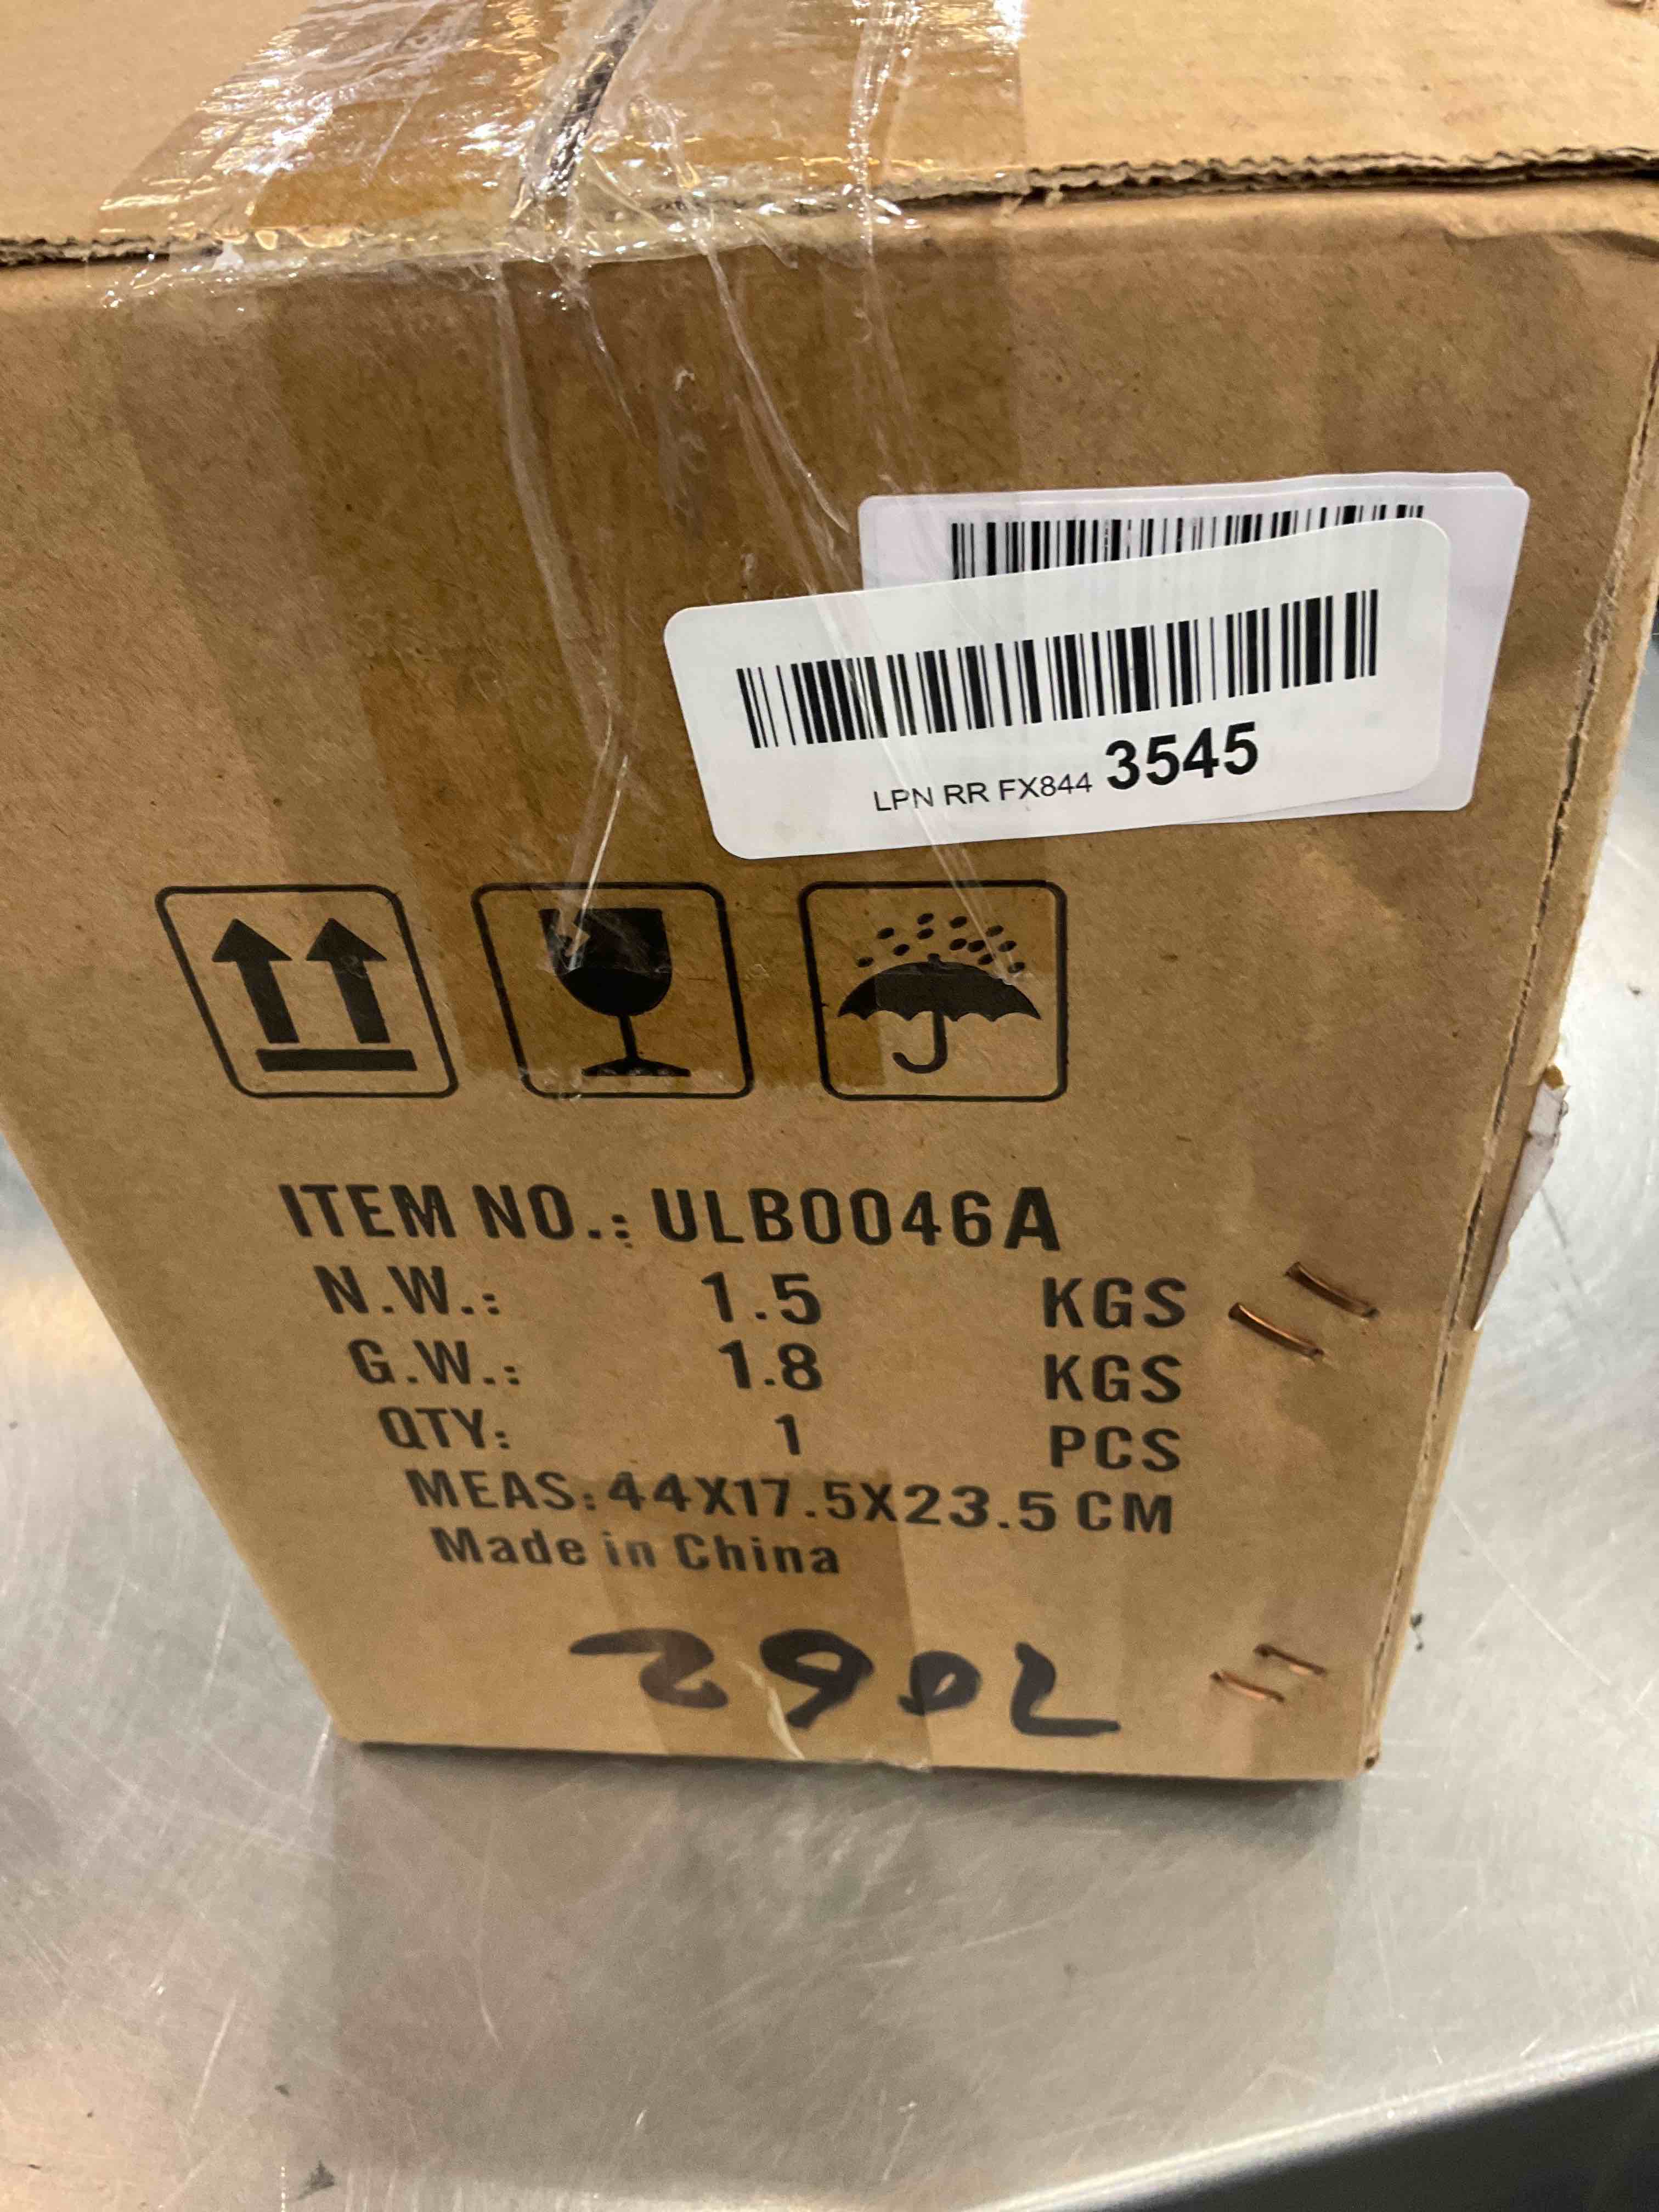 LPN RR FX844 3545
ITEM NO.: ULB0046A
N.W.: 1.5 KGS
G.W.: 1.8 KGS
QTY: 1 PCS
MEAS: 44X17.5X23.5 CM
Made in China